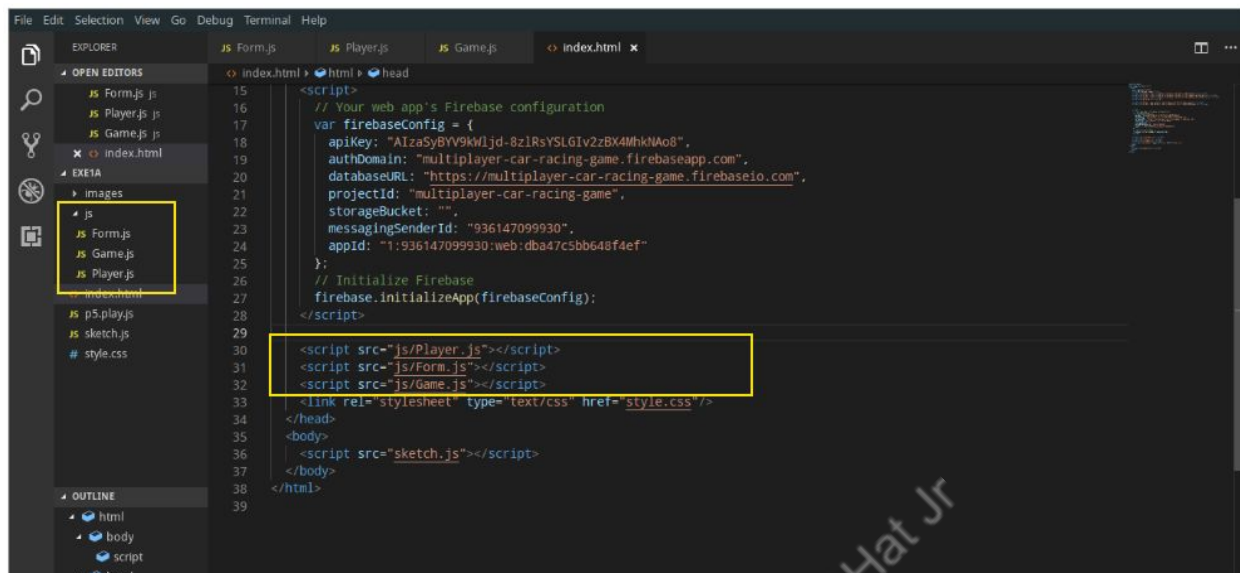 File Edit Selection View Go Debug Terminal Help
EXPLORER
OPEN EDITORS
JS Form.js js
JS Player.js js
JS Game.js js
index.html
EXE1A
images
js
JS Form.js
JS Game.js
JS Player.js
index.html
JS p5.play.js
JS sketch.js
# style.css
OUTLINE
html
body
script
JS Form.js JS Player.js JS Game.js index.html
index.html html head
15 <script>
16 // Your web app's Firebase configuration
17 var firebaseConfig = {
18 apiKey: "AIzaSyBYV9kWljd-8zlRsYSLGIv2zBX4MhkNAo8",
19 authDomain: "multiplayer-car-racing-game.firebaseapp.com",
20 databaseURL: "https://multiplayer-car-racing-game.firebaseio.com",
21 projectId: "multiplayer-car-racing-game",
22 storageBucket: "",
23 messagingSenderId: "936147099930",
24 appId: "1:936147099930:web:dba47c5bb648f4ef"
25 };
26 // Initialize Firebase
27 firebase.initializeApp(firebaseConfig);
28 </script>
29
30 <script src="js/Player.js"></script>
31 <script src="js/Form.js"></script>
32 <script src="js/Game.js"></script>
33 <link rel="stylesheet" type="text/css" href="style.css"/>
34 </head>
35 <body>
36 <script src="sketch.js"></script>
37 </body>
38 </html>
39
Hat Jr